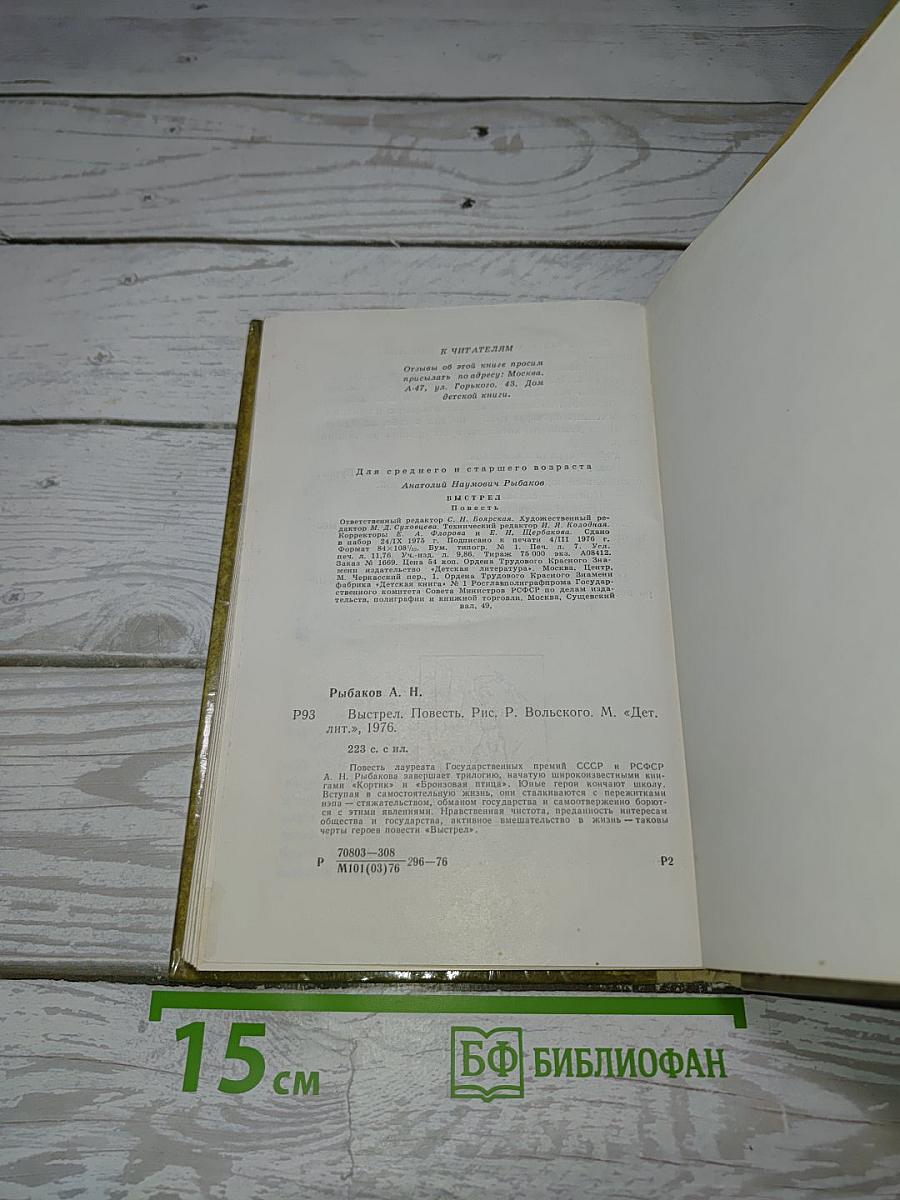 К ЧИТАТЕЛЯМ
Отзывы об этой книге просим
присылать по адресу: Москва,
А-47, ул. Горького, 43. Дом
детской книги.
Для среднего и старшего возраста
Анатолий Наумович Рыбаков
ВЫСТРЕЛ
Повесть
Ответственный редактор С. Н. Боярская. Художественный ре-
дактор М. Д. Суховцева. Технический редактор И. Я. Колодная.
Корректоры Е. А. Флорова и Е. Н. Щербакова. Сдано
в набор 24/IX 1975 г. Подписано к печати 4/III 1976 г.
Формат 84×108¹/₃₂. Бум. типогр. № 1. Печ. л. 7. Усл.
печ. л. 11,76. Уч.-изд. л. 9,86. Тираж 75 000 экз. А08412.
Заказ № 1669. Цена 54 коп. Ордена Трудового Красного Зна-
мени издательство «Детская литература», Москва, Центр,
М. Черкасский пер., 1. Ордена Трудового Красного Знамени
фабрика «Детская книга» № 1 Росглавполиграфпрома Государ-
ственного комитета Совета Министров РСФСР по делам изда-
тельств, полиграфии и книжной торговли, Москва, Сущевский
вал, 49,
Рыбаков А. Н.
Р93 Выстрел. Повесть. Рис. Р. Вольского. М. «Дет.
лит.», 1976.
223 с. с ил.
Повесть лауреата Государственных премий СССР и РСФСР
А. Н. Рыбакова завершает трилогию, начатую широкоизвестными кни-
гами «Кортик» и «Бронзовая птица». Юные герои кончают школу.
Вступая в самостоятельную жизнь, они сталкиваются с пережитками
нэпа — стяжательством, обманом государства и самоотверженно борют-
ся с этими явлениями. Нравственная чистота, преданность интересам
общества и государства, активное вмешательство в жизнь — таковы
черты героев повести «Выстрел».
Р 70803—308
М101(03)76 296—76 Р2
15 см БФ БИБЛИОФАН